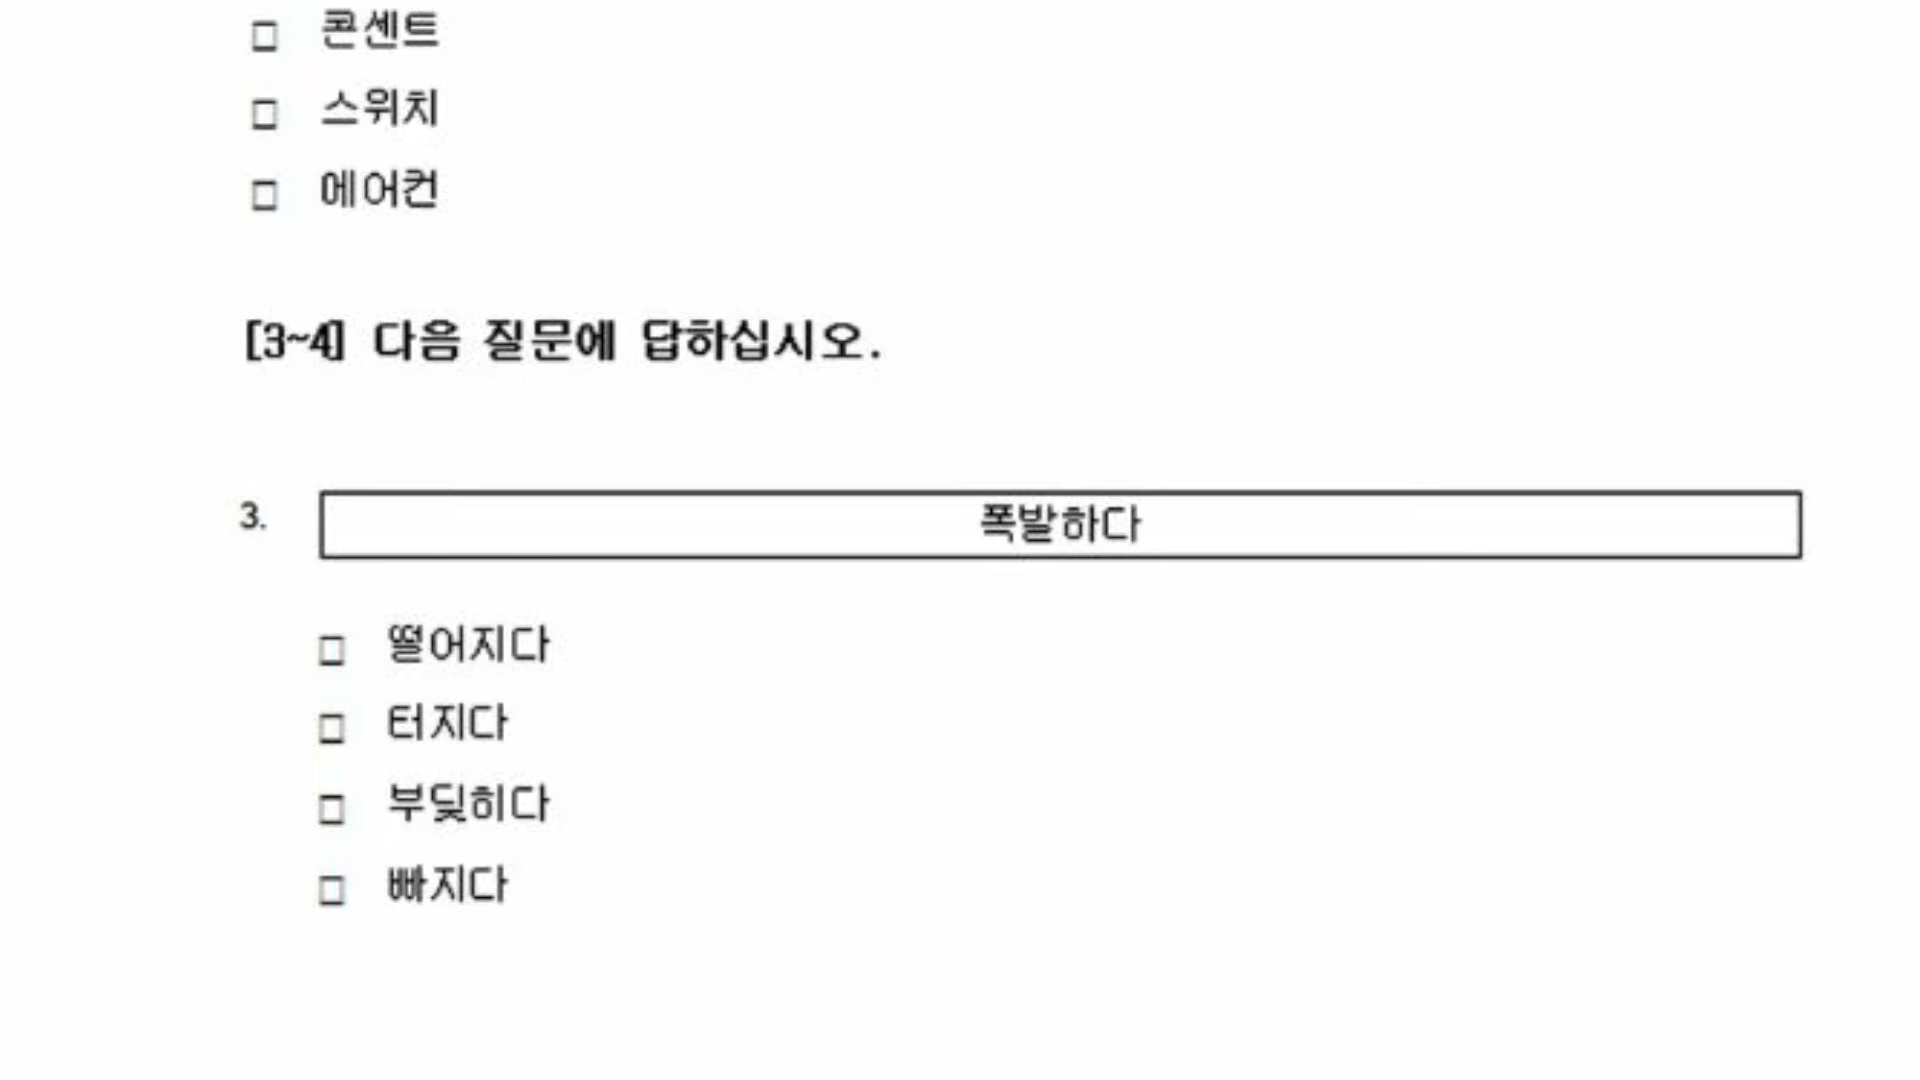 □ 콘센트
□ 스위치
□ 에어컨
[3~4] 다음 질문에 답하십시오.
3. 폭발하다
□ 떨어지다
□ 터지다
□ 부딪히다
□ 빠지다